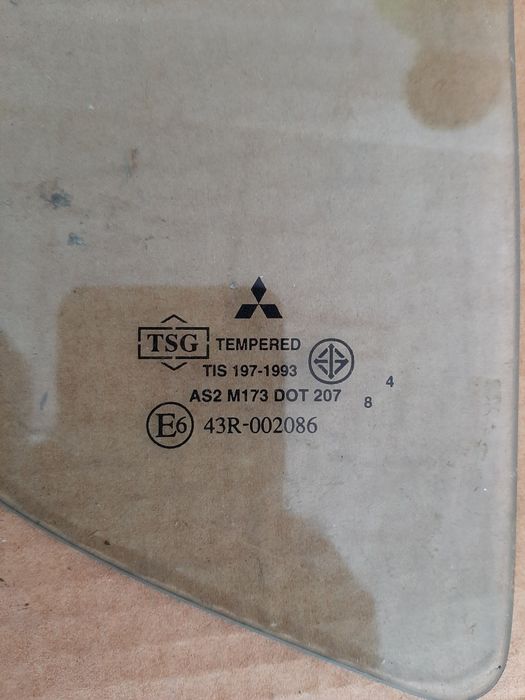 TSG TEMPERED
TIS 197-1993
AS2 M173 DOT 207
8 4
E6 43R-002086